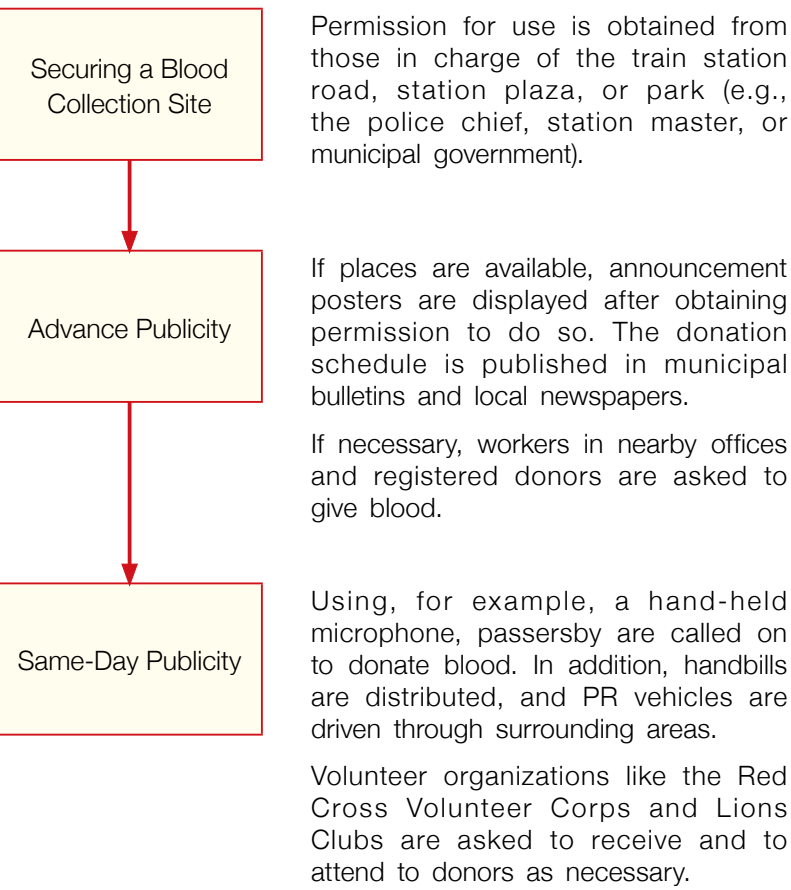 Securing a Blood
Collection Site
Permission for use is obtained from
those in charge of the train station
road, station plaza, or park (e.g.,
the police chief, station master, or
municipal government).
Advance Publicity
If places are available, announcement
posters are displayed after obtaining
permission to do so. The donation
schedule is published in municipal
bulletins and local newspapers.
If necessary, workers in nearby offices
and registered donors are asked to
give blood.
Same-Day Publicity
Using, for example, a hand-held
microphone, passersby are called on
to donate blood. In addition, handbills
are distributed, and PR vehicles are
driven through surrounding areas.
Volunteer organizations like the Red
Cross Volunteer Corps and Lions
Clubs are asked to receive and to
attend to donors as necessary.